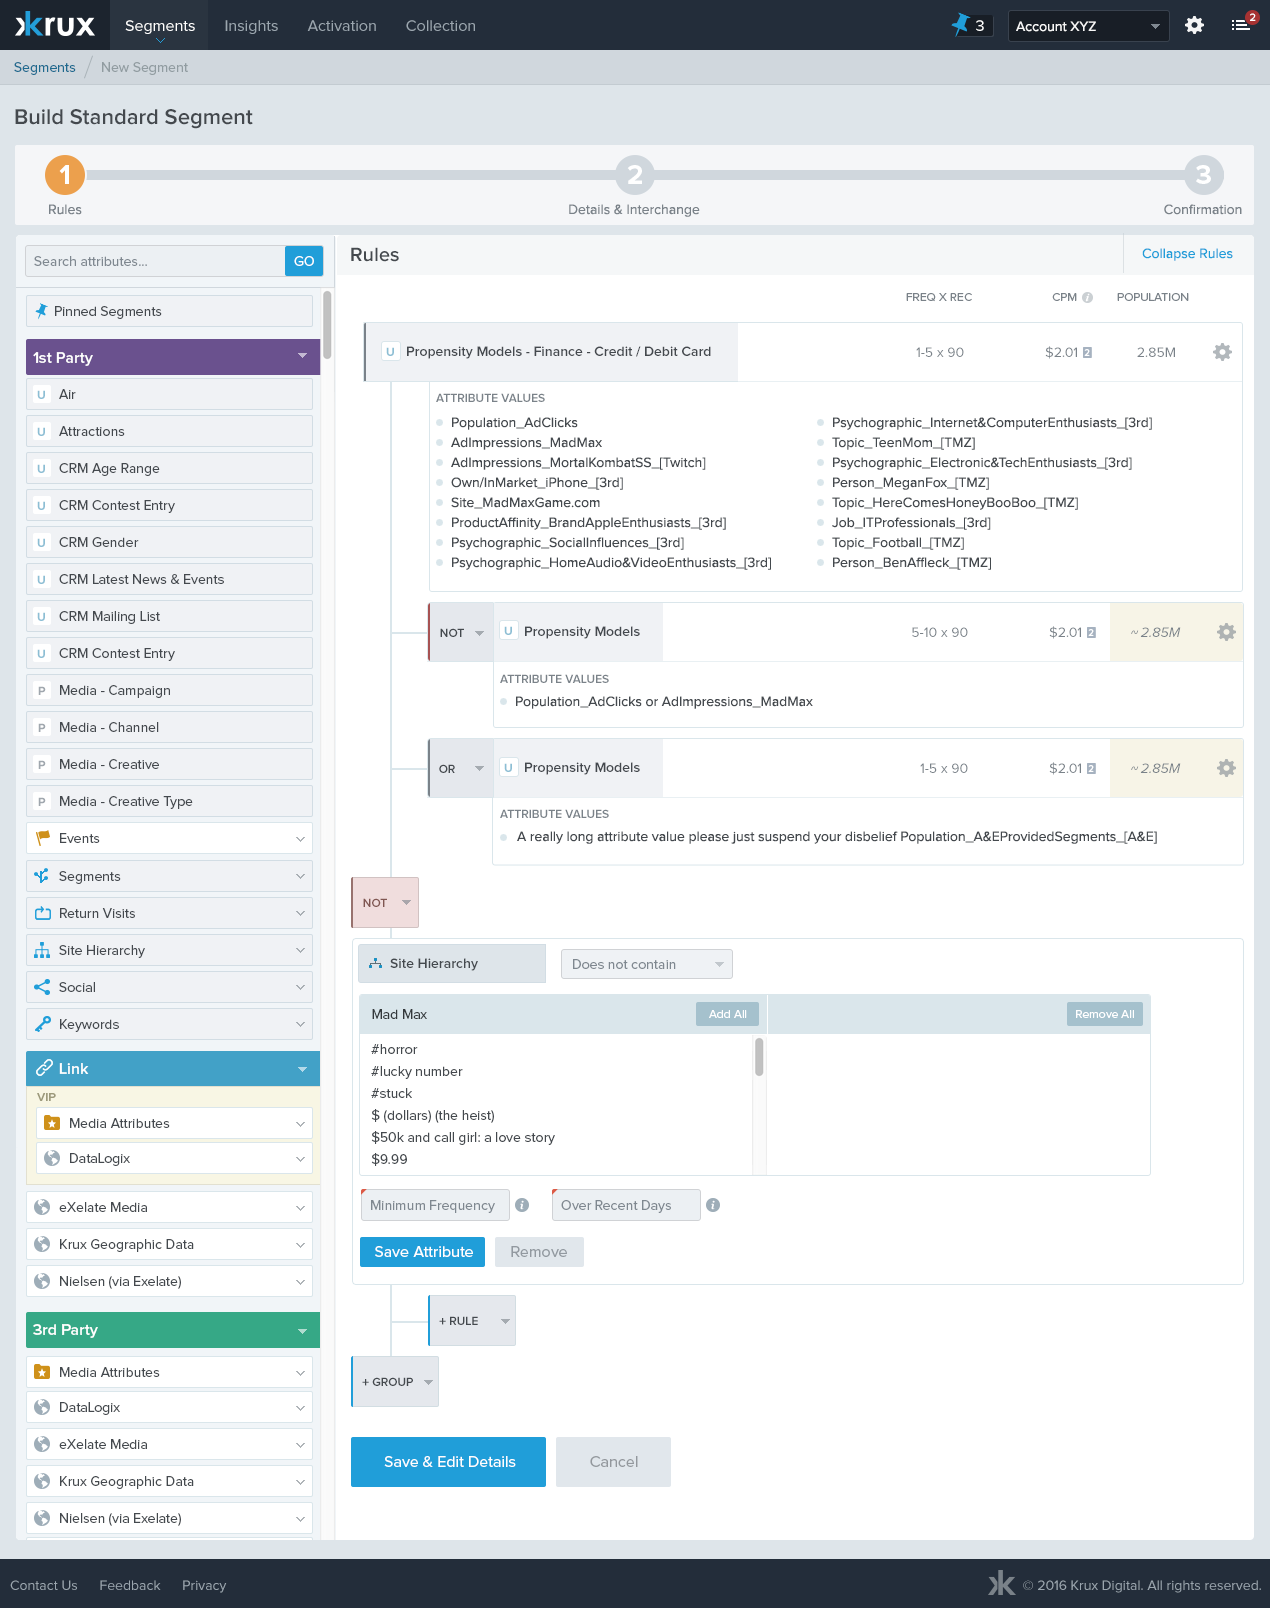 krux
Segments
Insights
Activation
Collection
3
Account XYZ
2
Segments / New Segment
Build Standard Segment
1
2
3
Rules
Details & Interchange
Confirmation
Search attributes...
GO
Pinned Segments
1st Party
U Air
U Attractions
U CRM Age Range
U CRM Contest Entry
U CRM Gender
U CRM Latest News & Events
U CRM Mailing List
U CRM Contest Entry
P Media - Campaign
P Media - Channel
P Media - Creative
P Media - Creative Type
Events
Segments
Return Visits
Site Hierarchy
Social
Keywords
Link
VIP
Media Attributes
DataLogix
eXelate Media
Krux Geographic Data
Nielsen (via Exelate)
3rd Party
Media Attributes
DataLogix
eXelate Media
Krux Geographic Data
Nielsen (via Exelate)
Rules
Collapse Rules
FREQ X REC
CPM i
POPULATION
U Propensity Models - Finance - Credit / Debit Card
1-5 x 90
$2.01 2
2.85M
ATTRIBUTE VALUES
Population_AdClicks
AdImpressions_MadMax
AdImpressions_MortalKombatSS_[Twitch]
Own/InMarket_iPhone_[3rd]
Site_MadMaxGame.com
ProductAffinity_BrandAppleEnthusiasts_[3rd]
Psychographic_SocialInfluences_[3rd]
Psychographic_HomeAudio&VideoEnthusiasts_[3rd]
Psychographic_Internet&ComputerEnthusiasts_[3rd]
Topic_TeenMom_[TMZ]
Psychographic_Electronic&TechEnthusiasts_[3rd]
Person_MeganFox_[TMZ]
Topic_HereComesHoneyBooBoo_[TMZ]
Job_ITProfessionals_[3rd]
Topic_Football_[TMZ]
Person_BenAffleck_[TMZ]
NOT
U Propensity Models
5-10 x 90
$2.01 2
~2.85M
ATTRIBUTE VALUES
Population_AdClicks or AdImpressions_MadMax
OR
U Propensity Models
1-5 x 90
$2.01 2
~2.85M
ATTRIBUTE VALUES
A really long attribute value please just suspend your disbelief Population_A&EProvidedSegments_[A&E]
NOT
Site Hierarchy
Does not contain
Mad Max
Add All
Remove All
#horror
#lucky number
#stuck
$ (dollars) (the heist)
$50k and call girl: a love story
$9.99
Minimum Frequency i
Over Recent Days i
Save Attribute
Remove
+ RULE
+ GROUP
Save & Edit Details
Cancel
Contact Us
Feedback
Privacy
© 2016 Krux Digital. All rights reserved.